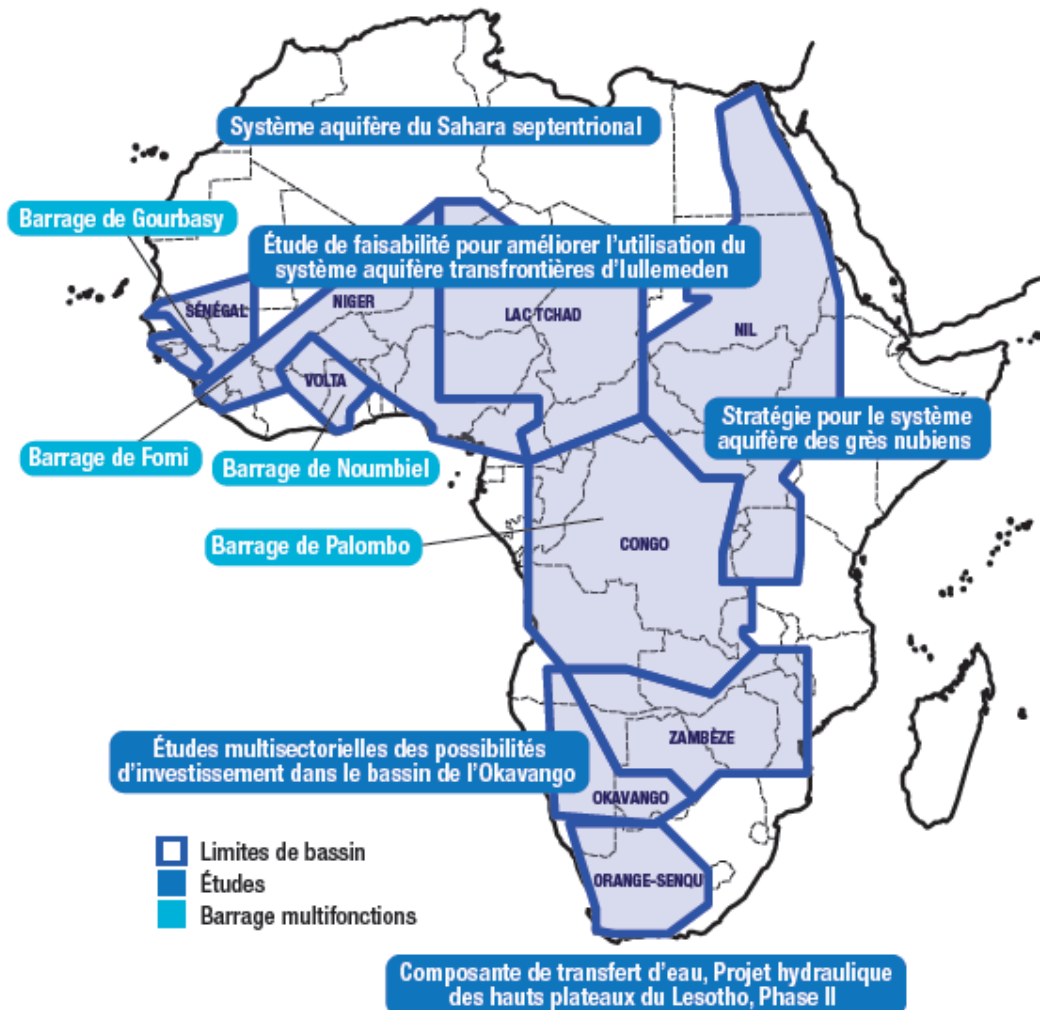 Système aquifère du Sahara septentrional
Barrage de Gourbasy
Étude de faisabilité pour améliorer l'utilisation du
système aquifère transfrontières d'Iullemeden
SÉNÉGAL
NIGER
LAC TCHAD
NIL
VOLTA
Stratégie pour le système
aquifère des grès nubiens
Barrage de Fomi
Barrage de Noumbiel
Barrage de Palombo
CONGO
ZAMBÈZE
Études multisectorielles des possibilités
d'investissement dans le bassin de l'Okavango
OKAVANGO
ORANGE-SENQU
Limites de bassin
Études
Barrage multifonctions
Composante de transfert d'eau, Projet hydraulique
des hauts plateaux du Lesotho, Phase II